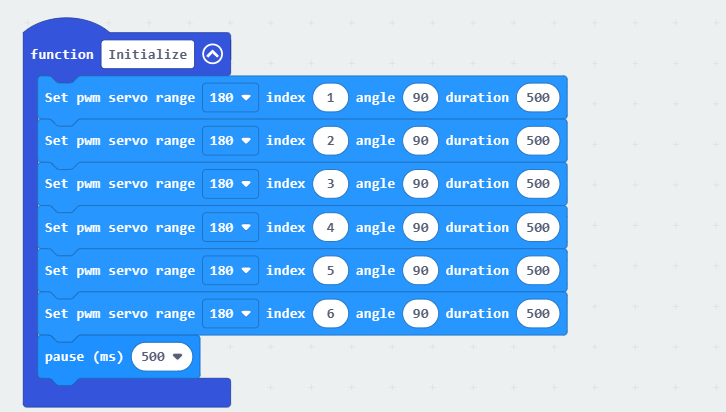 function Initialize
Set pwm servo range 180 index 1 angle 90 duration 500
Set pwm servo range 180 index 2 angle 90 duration 500
Set pwm servo range 180 index 3 angle 90 duration 500
Set pwm servo range 180 index 4 angle 90 duration 500
Set pwm servo range 180 index 5 angle 90 duration 500
Set pwm servo range 180 index 6 angle 90 duration 500
pause (ms) 500